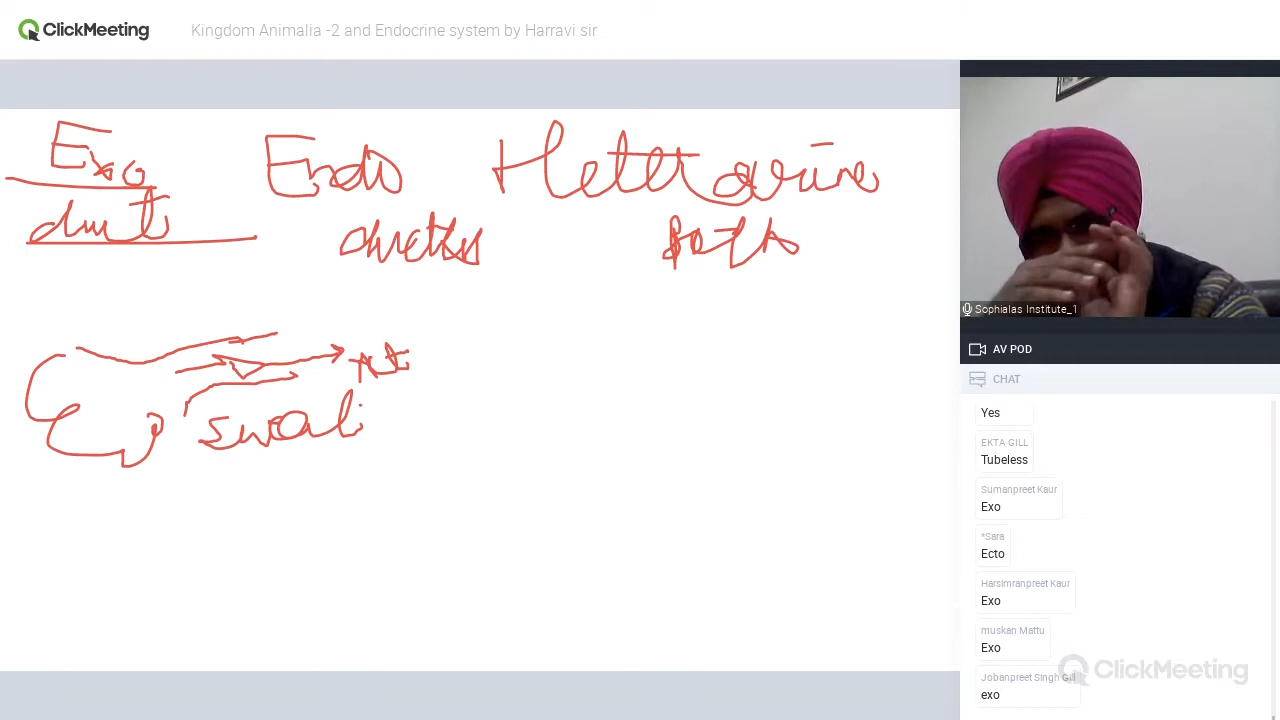 ClickMeeting
Kingdom Animalia -2 and Endocrine system by Harravi sir
Exo Endo Heterocrine
duct
Sophialas Institute_1
AV POD
CHAT
Yes
EKTA GILL
Tubeless
Sumanpreet Kaur
Exo
*Sara
Ecto
Harsimranpreet Kaur
Exo
muskan Mattu
Exo
Jobanpreet Singh Gill
exo
ClickMeeting